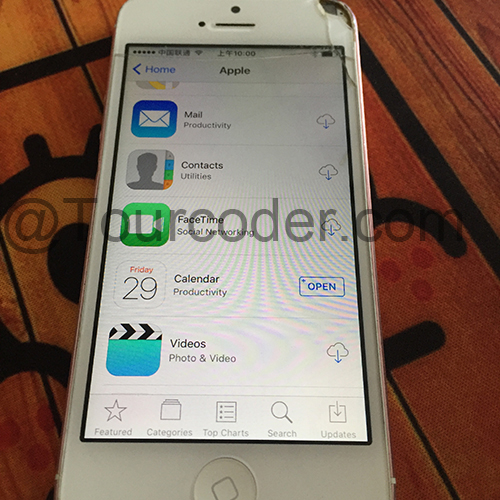 中国联通 上午10:00
Home Apple
Mail
Productivity
Contacts
Utilities
@Tourcoder.com
FaceTime
Social Networking
Friday
29
Calendar
Productivity
+OPEN
Videos
Photo & Video
Featured Categories Top Charts Search Updates